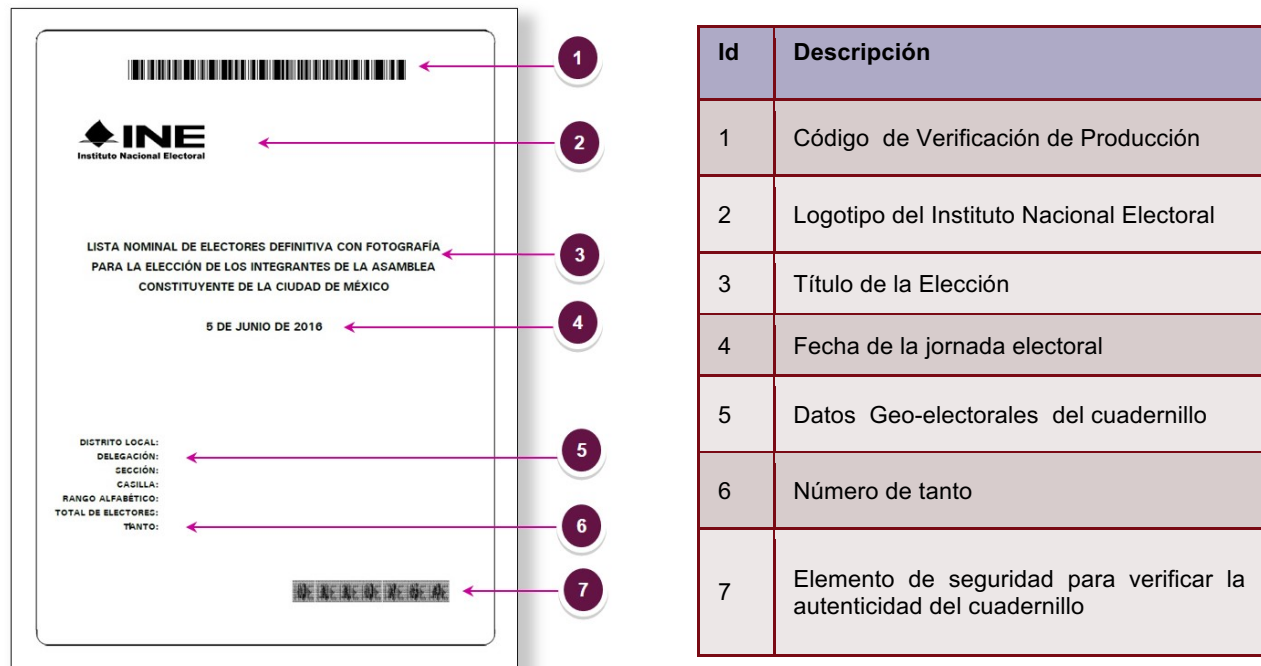 1
INE
Instituto Nacional Electoral
2
LISTA NOMINAL DE ELECTORES DEFINITIVA CON FOTOGRAFÍA
PARA LA ELECCIÓN DE LOS INTEGRANTES DE LA ASAMBLEA
CONSTITUYENTE DE LA CIUDAD DE MÉXICO
3
5 DE JUNIO DE 2016
4
DISTRITO LOCAL:
DELEGACIÓN:
SECCIÓN:
CASILLA:
RANGO ALFABÉTICO:
TOTAL DE ELECTORES:
TANTO:
5
6
7
Id Descripción
1 Código de Verificación de Producción
2 Logotipo del Instituto Nacional Electoral
3 Título de la Elección
4 Fecha de la jornada electoral
5 Datos Geo-electorales del cuadernillo
6 Número de tanto
7 Elemento de seguridad para verificar la
autenticidad del cuadernillo